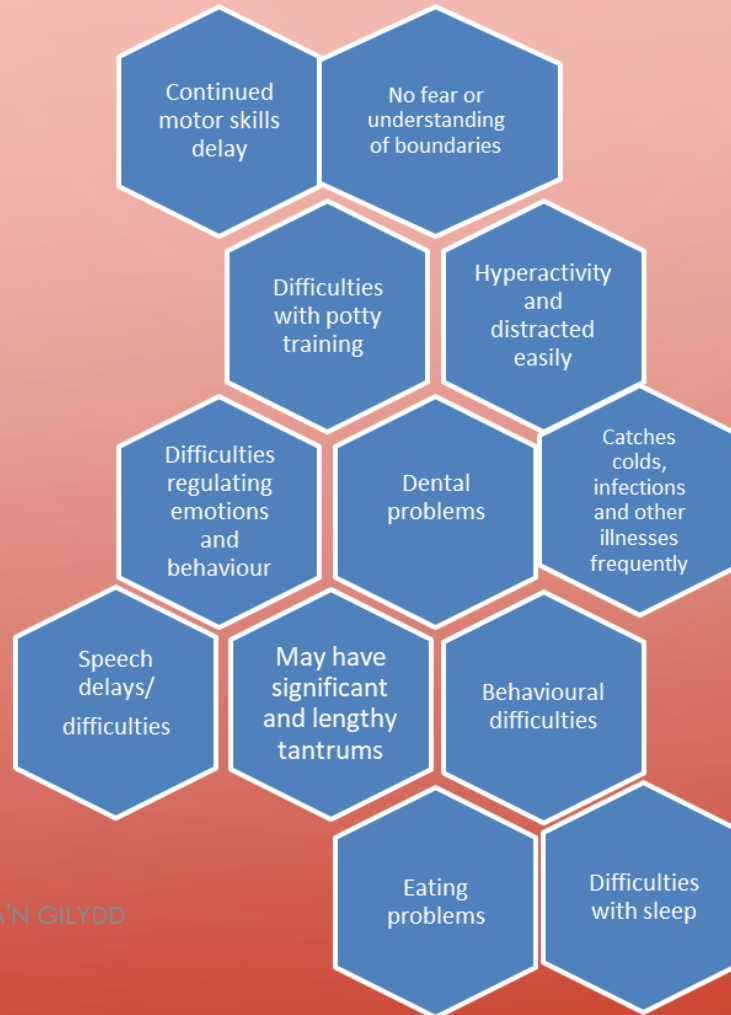 Continued
motor skills
delay
No fear or
understanding
of boundaries
Difficulties
with potty
training
Hyperactivity
and
distracted
easily
Difficulties
regulating
emotions
and
behaviour
Dental
problems
Catches
colds,
infections
and other
illnesses
frequently
Speech
delays/
difficulties
May have
significant
and lengthy
tantrums
Behavioural
difficulties
Eating
problems
Difficulties
with sleep
A'N GILYDD